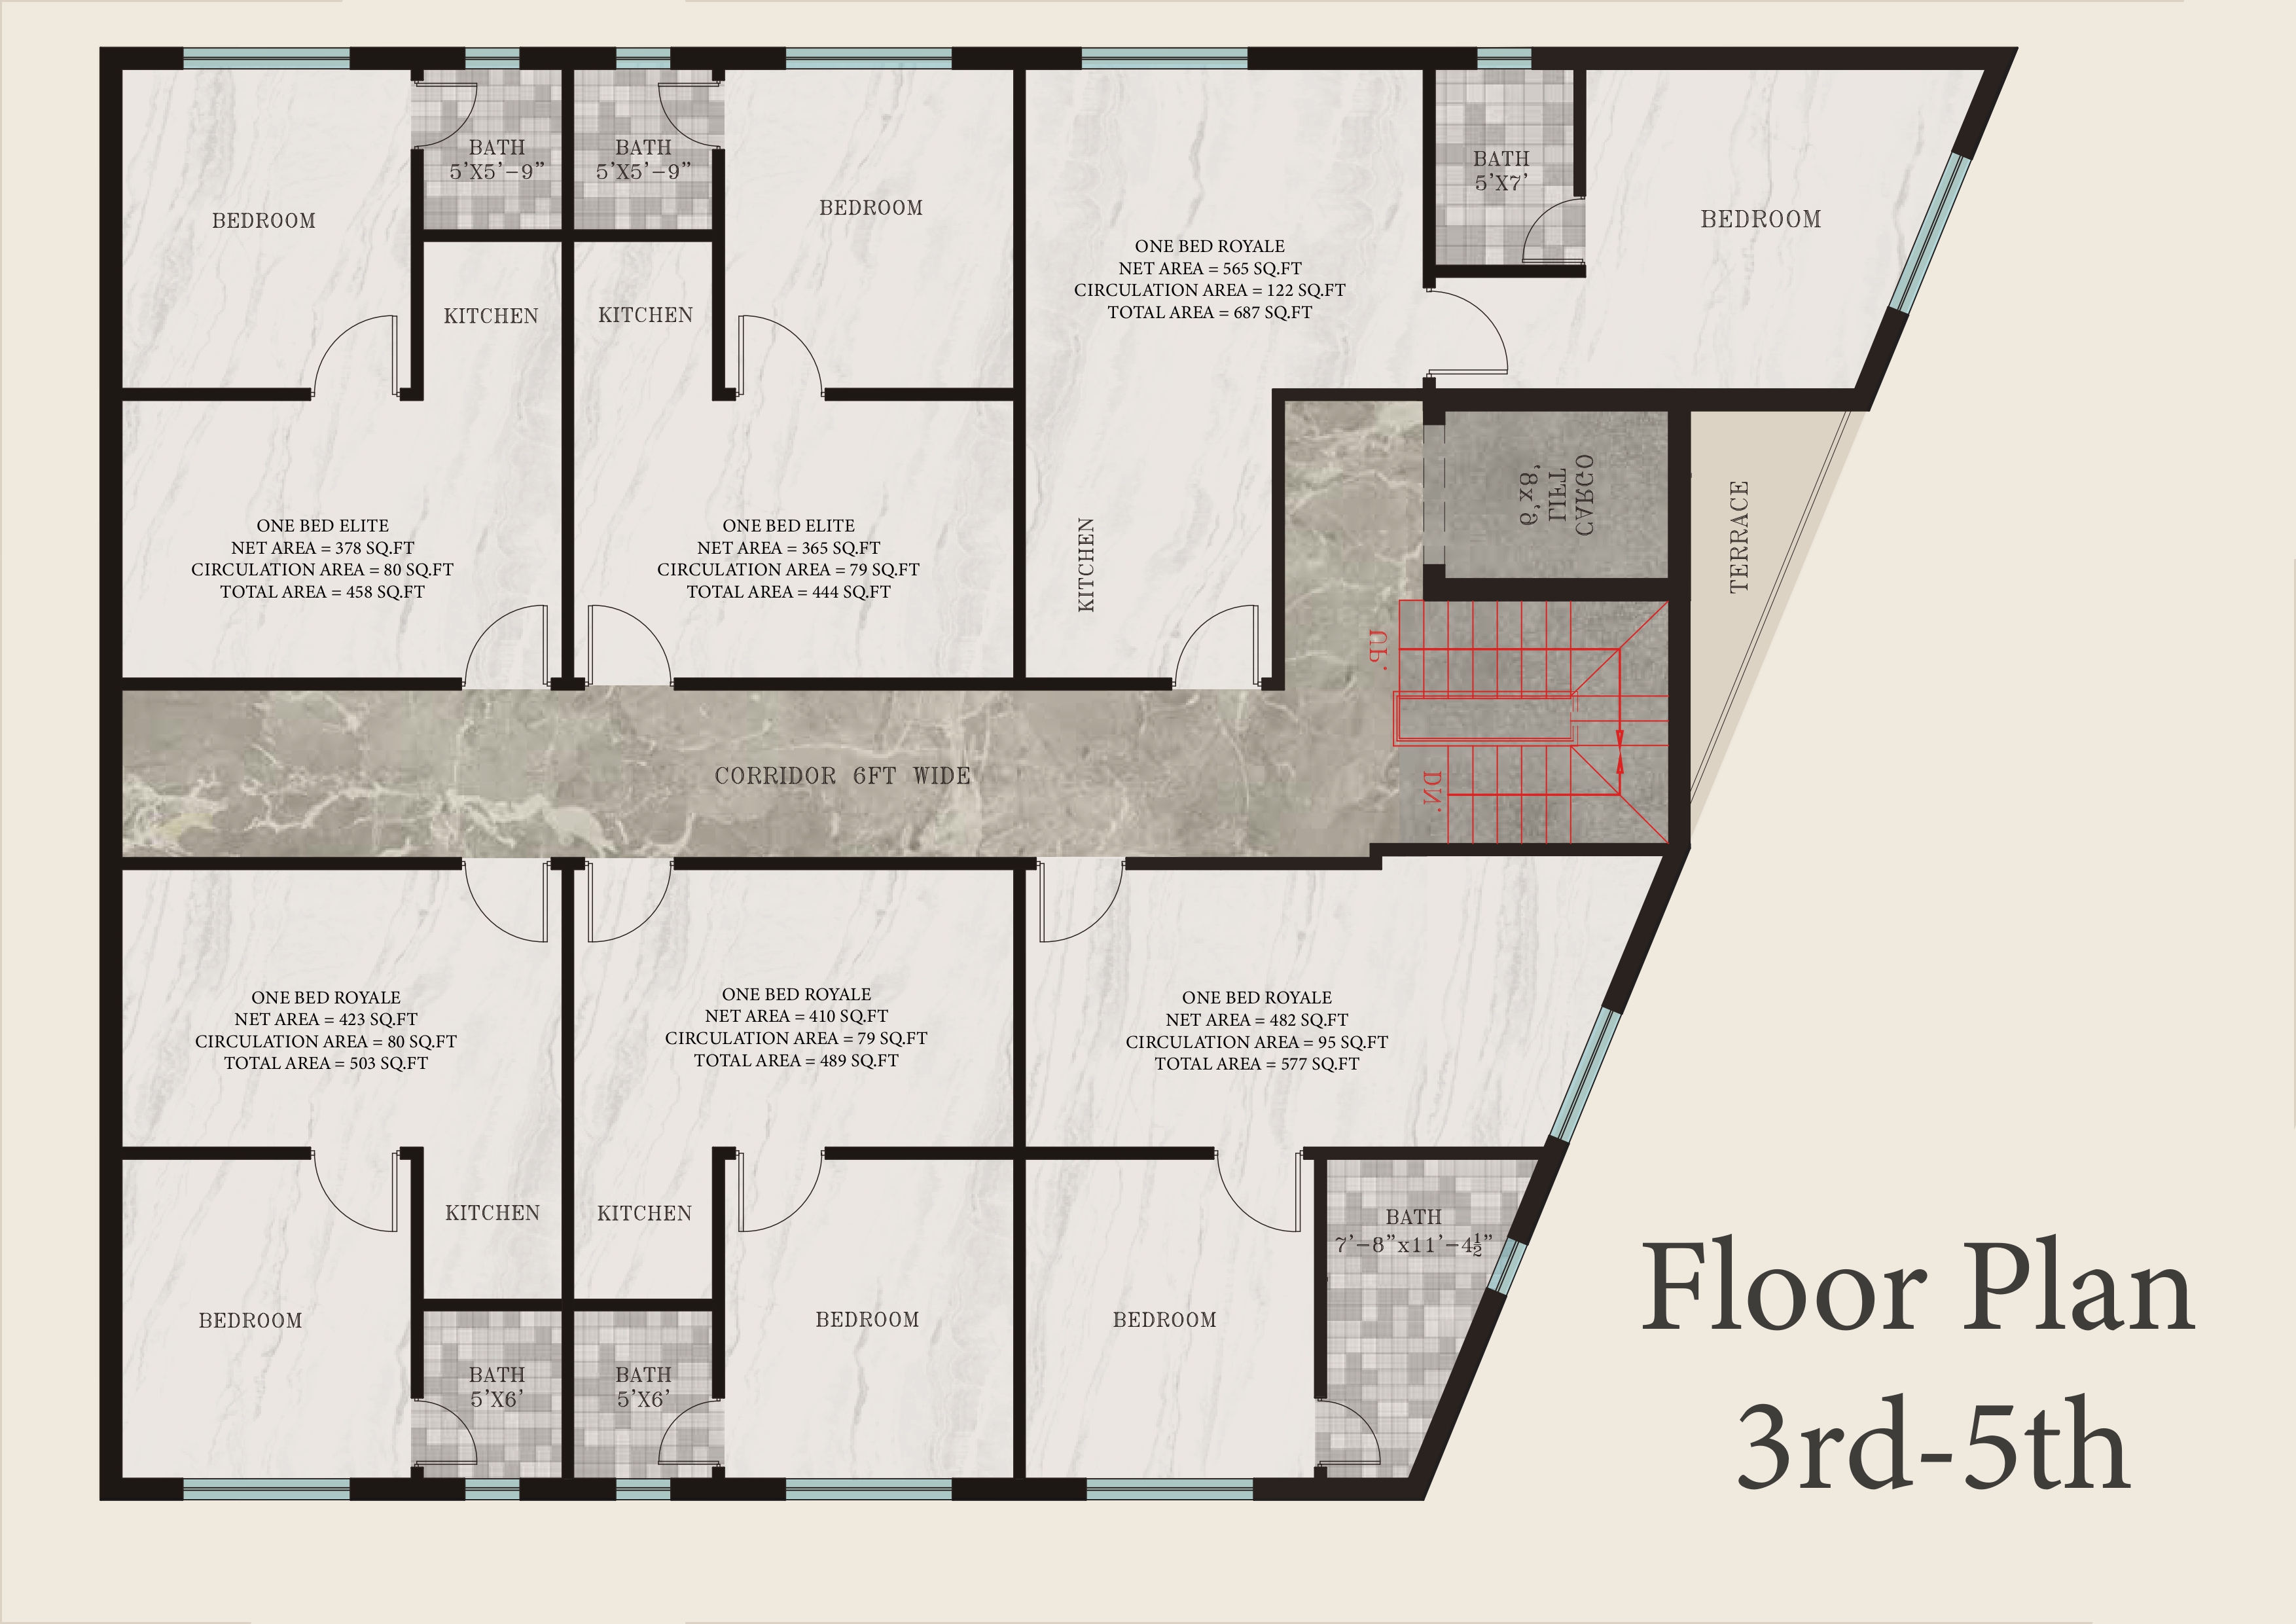 BATH
5'X5'-9"
BATH
5'X5'-9"
BATH
5'X7'
BEDROOM
BEDROOM
BEDROOM
ONE BED ROYALE
NET AREA = 565 SQ.FT
CIRCULATION AREA = 122 SQ.FT
TOTAL AREA = 687 SQ.FT
KITCHEN
KITCHEN
ONE BED ELITE
NET AREA = 378 SQ.FT
CIRCULATION AREA = 80 SQ.FT
TOTAL AREA = 458 SQ.FT
ONE BED ELITE
NET AREA = 365 SQ.FT
CIRCULATION AREA = 79 SQ.FT
TOTAL AREA = 444 SQ.FT
KITCHEN
CARGO
LIFT
6'x8'
TERRACE
UP.
CORRIDOR 6FT WIDE
DN.
ONE BED ROYALE
NET AREA = 423 SQ.FT
CIRCULATION AREA = 80 SQ.FT
TOTAL AREA = 503 SQ.FT
ONE BED ROYALE
NET AREA = 410 SQ.FT
CIRCULATION AREA = 79 SQ.FT
TOTAL AREA = 489 SQ.FT
ONE BED ROYALE
NET AREA = 482 SQ.FT
CIRCULATION AREA = 95 SQ.FT
TOTAL AREA = 577 SQ.FT
KITCHEN
KITCHEN
BATH
7'-8"x11'-4½"
BEDROOM
BEDROOM
BEDROOM
BATH
5'X6'
BATH
5'X6'
Floor Plan
3rd-5th